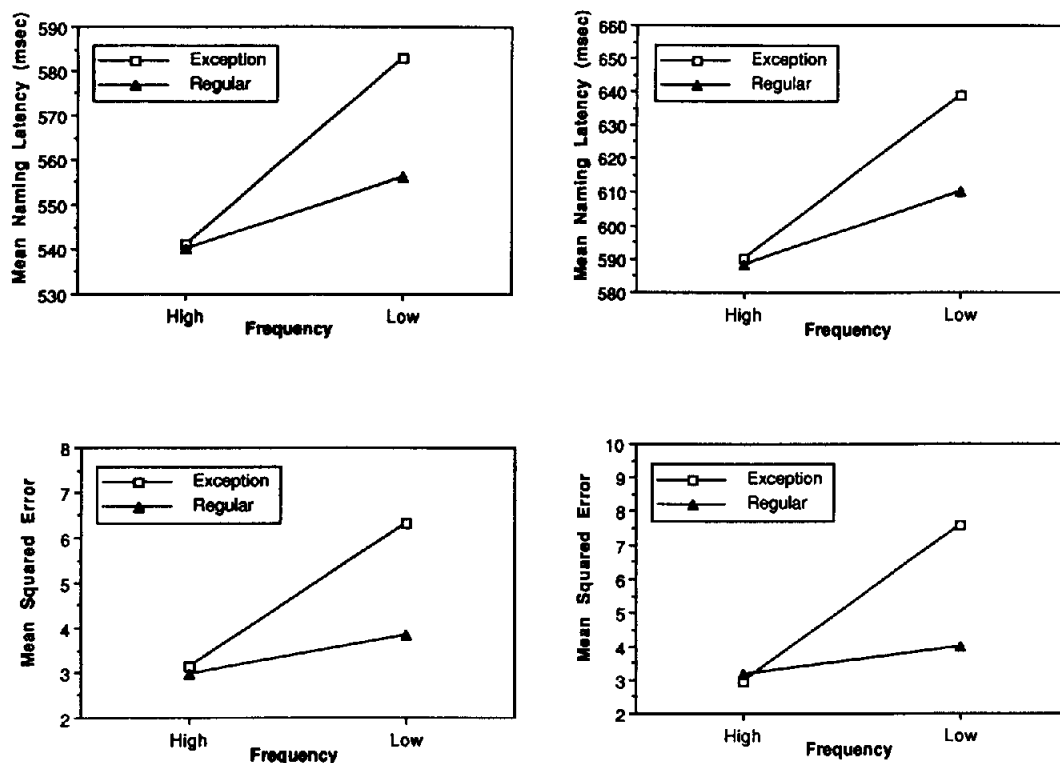 Mean Naming Latency (msec)
590
580
570
560
550
540
530
Exception
Regular
High
Low
Frequency
Mean Naming Latency (msec)
660
650
640
630
620
610
600
590
580
Exception
Regular
High
Low
Frequency
Mean Squared Error
8
7
6
5
4
3
2
Exception
Regular
High
Low
Frequency
Mean Squared Error
10
9
8
7
6
5
4
3
2
Exception
Regular
High
Low
Frequency